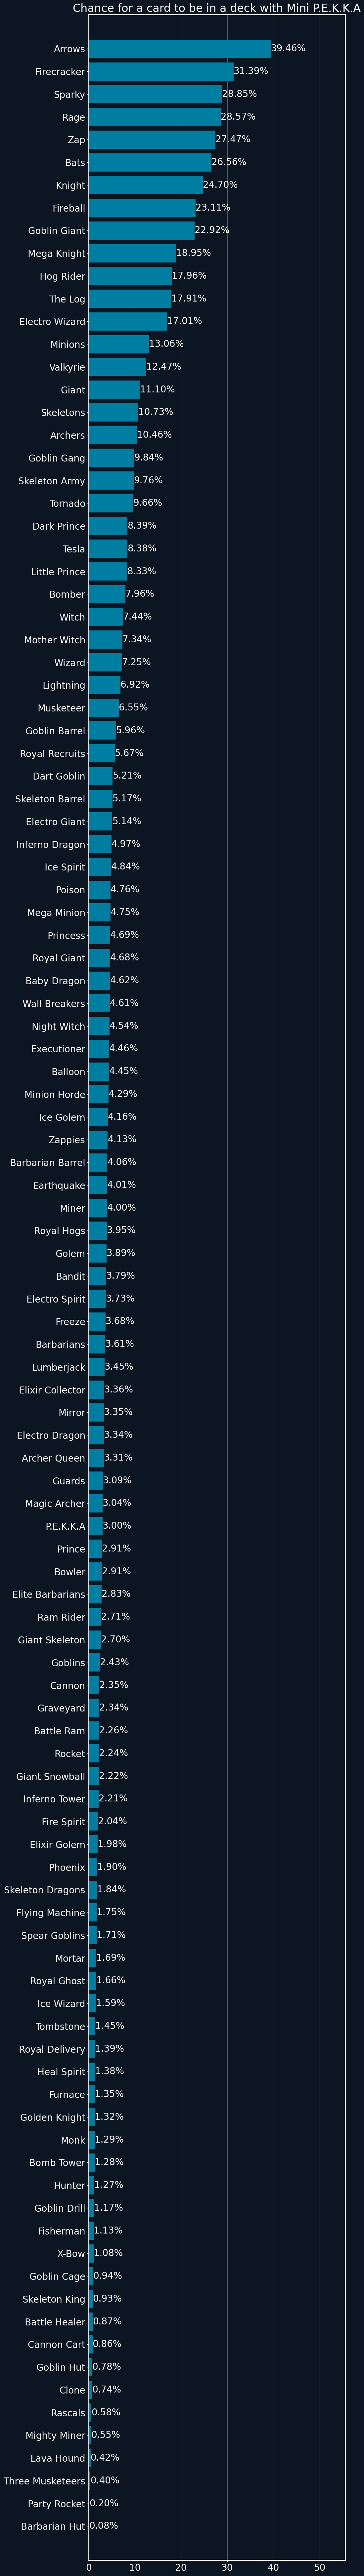 Chance for a card to be in a deck with Mini P.E.K.K.A
Arrows 39.46%
Firecracker 31.39%
Sparky 28.85%
Rage 28.57%
Zap 27.47%
Bats 26.56%
Knight 24.70%
Fireball 23.11%
Goblin Giant 22.92%
Mega Knight 18.95%
Hog Rider 17.96%
The Log 17.91%
Electro Wizard 17.01%
Minions 13.06%
Valkyrie 12.47%
Giant 11.10%
Skeletons 10.73%
Archers 10.46%
Goblin Gang 9.84%
Skeleton Army 9.76%
Tornado 9.66%
Dark Prince 8.39%
Tesla 8.38%
Little Prince 8.33%
Bomber 7.96%
Witch 7.44%
Mother Witch 7.34%
Wizard 7.25%
Lightning 6.92%
Musketeer 6.55%
Goblin Barrel 5.96%
Royal Recruits 5.67%
Dart Goblin 5.21%
Skeleton Barrel 5.17%
Electro Giant 5.14%
Inferno Dragon 4.97%
Ice Spirit 4.84%
Poison 4.76%
Mega Minion 4.75%
Princess 4.69%
Royal Giant 4.68%
Baby Dragon 4.62%
Wall Breakers 4.61%
Night Witch 4.54%
Executioner 4.46%
Balloon 4.45%
Minion Horde 4.29%
Ice Golem 4.16%
Zappies 4.13%
Barbarian Barrel 4.06%
Earthquake 4.01%
Miner 4.00%
Royal Hogs 3.95%
Golem 3.89%
Bandit 3.79%
Electro Spirit 3.73%
Freeze 3.68%
Barbarians 3.61%
Lumberjack 3.45%
Elixir Collector 3.36%
Mirror 3.35%
Electro Dragon 3.34%
Archer Queen 3.31%
Guards 3.09%
Magic Archer 3.04%
P.E.K.K.A 3.00%
Prince 2.91%
Bowler 2.91%
Elite Barbarians 2.83%
Ram Rider 2.71%
Giant Skeleton 2.70%
Goblins 2.43%
Cannon 2.35%
Graveyard 2.34%
Battle Ram 2.26%
Rocket 2.24%
Giant Snowball 2.22%
Inferno Tower 2.21%
Fire Spirit 2.04%
Elixir Golem 1.98%
Phoenix 1.90%
Skeleton Dragons 1.84%
Flying Machine 1.75%
Spear Goblins 1.71%
Mortar 1.69%
Royal Ghost 1.66%
Ice Wizard 1.59%
Tombstone 1.45%
Royal Delivery 1.39%
Heal Spirit 1.38%
Furnace 1.35%
Golden Knight 1.32%
Monk 1.29%
Bomb Tower 1.28%
Hunter 1.27%
Goblin Drill 1.17%
Fisherman 1.13%
X-Bow 1.08%
Goblin Cage 0.94%
Skeleton King 0.93%
Battle Healer 0.87%
Cannon Cart 0.86%
Goblin Hut 0.78%
Clone 0.74%
Rascals 0.58%
Mighty Miner 0.55%
Lava Hound 0.42%
Three Musketeers 0.40%
Party Rocket 0.20%
Barbarian Hut 0.08%
0 10 20 30 40 50